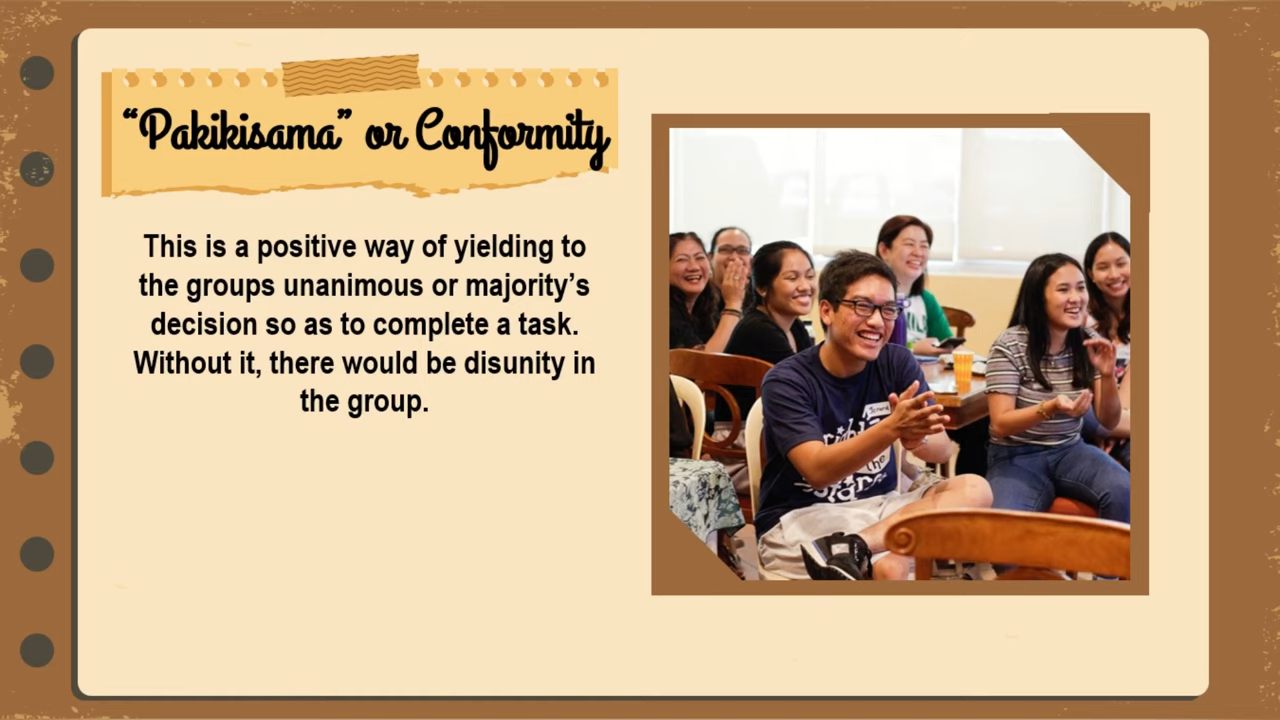 “Pakikisama” or Conformity
This is a positive way of yielding to
the groups unanimous or majority’s
decision so as to complete a task.
Without it, there would be disunity in
the group.
the